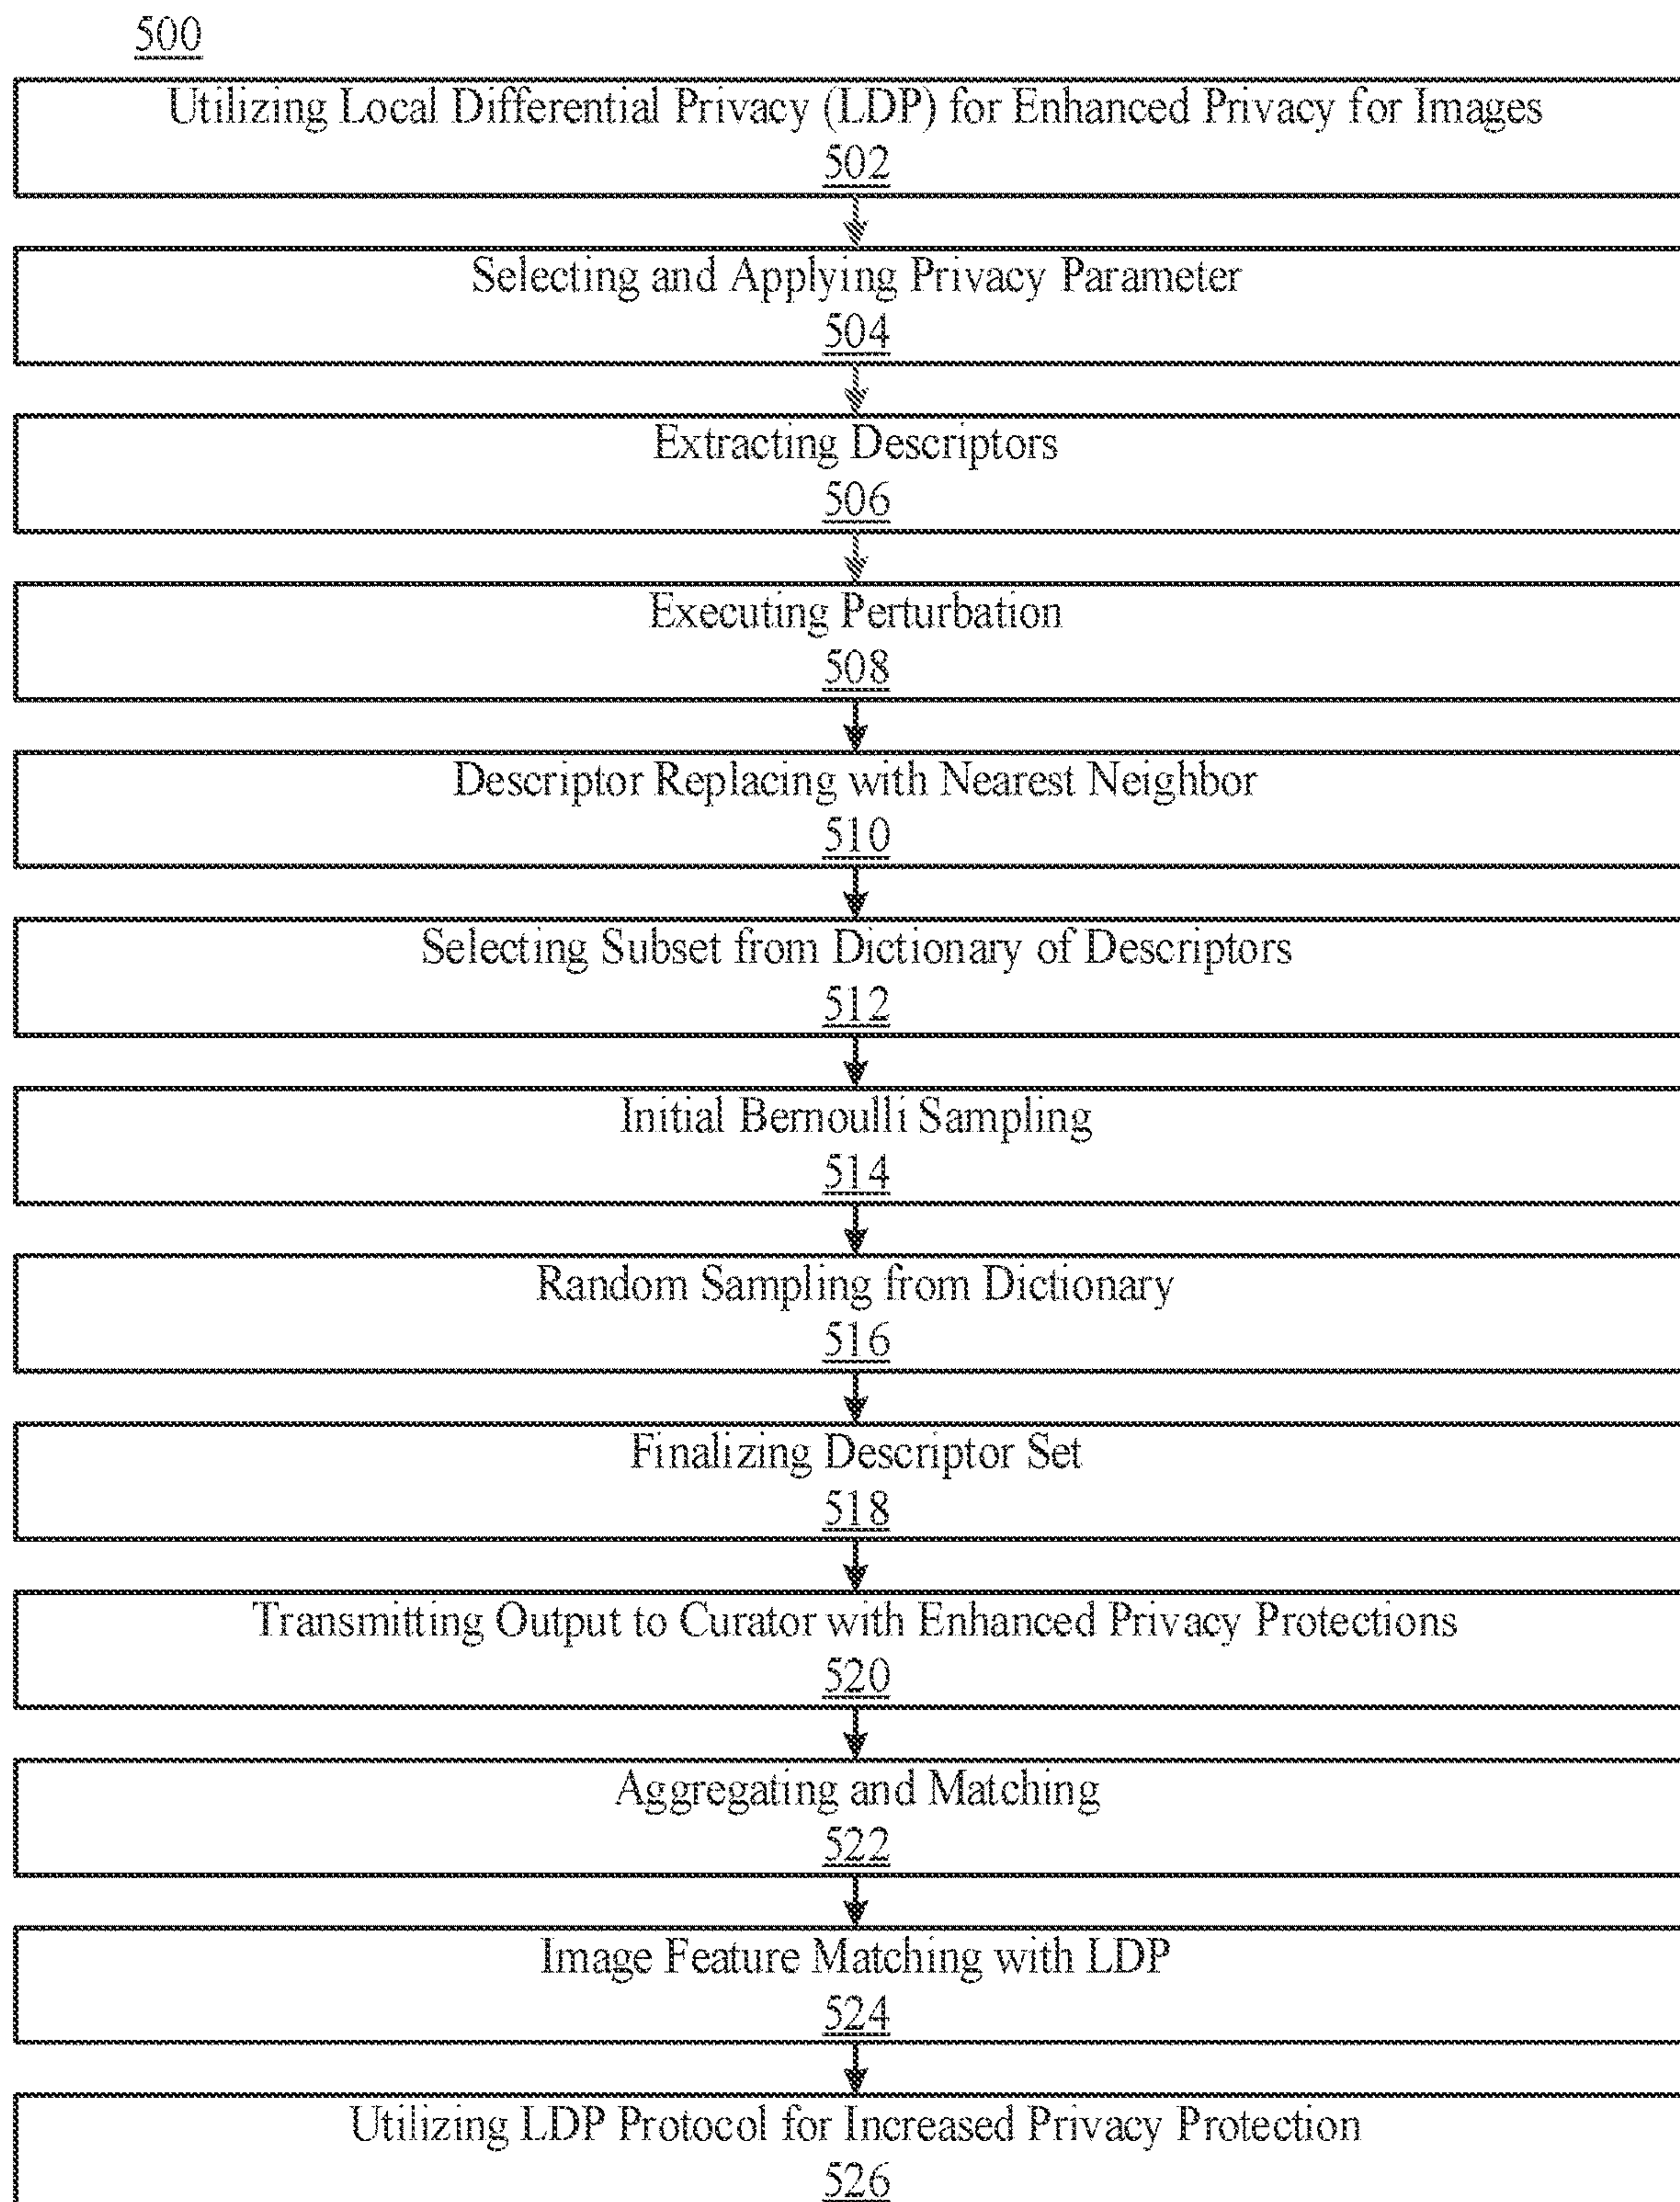 500
Utilizing Local Differential Privacy (LDP) for Enhanced Privacy for Images
502
Selecting and Applying Privacy Parameter
504
Extracting Descriptors
506
Executing Perturbation
508
Descriptor Replacing with Nearest Neighbor
510
Selecting Subset from Dictionary of Descriptors
512
Initial Bernoulli Sampling
514
Random Sampling from Dictionary
516
Finalizing Descriptor Set
518
Transmitting Output to Curator with Enhanced Privacy Protections
520
Aggregating and Matching
522
Image Feature Matching with LDP
524
Utilizing LDP Protocol for Increased Privacy Protection
526